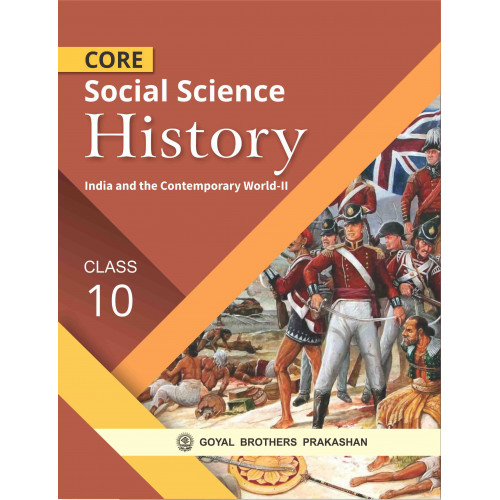 CORE
Social Science
History
India and the Contemporary World-II
CLASS
10
GOYAL BROTHERS PRAKASHAN